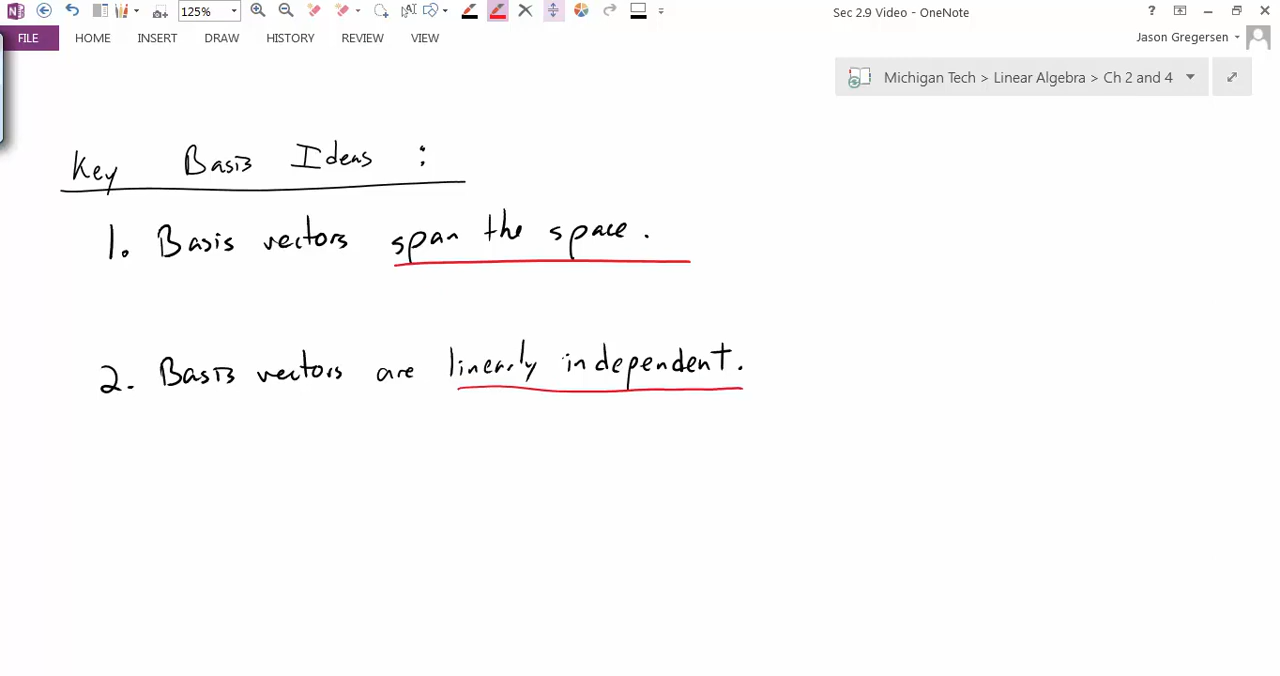 125%
Sec 2.9 Video - OneNote
?
FILE HOME INSERT DRAW HISTORY REVIEW VIEW
Jason Gregersen
Michigan Tech > Linear Algebra > Ch 2 and 4
Key Basis Ideas :
1. Basis vectors span the space.
2. Basis vectors are linearly independent.